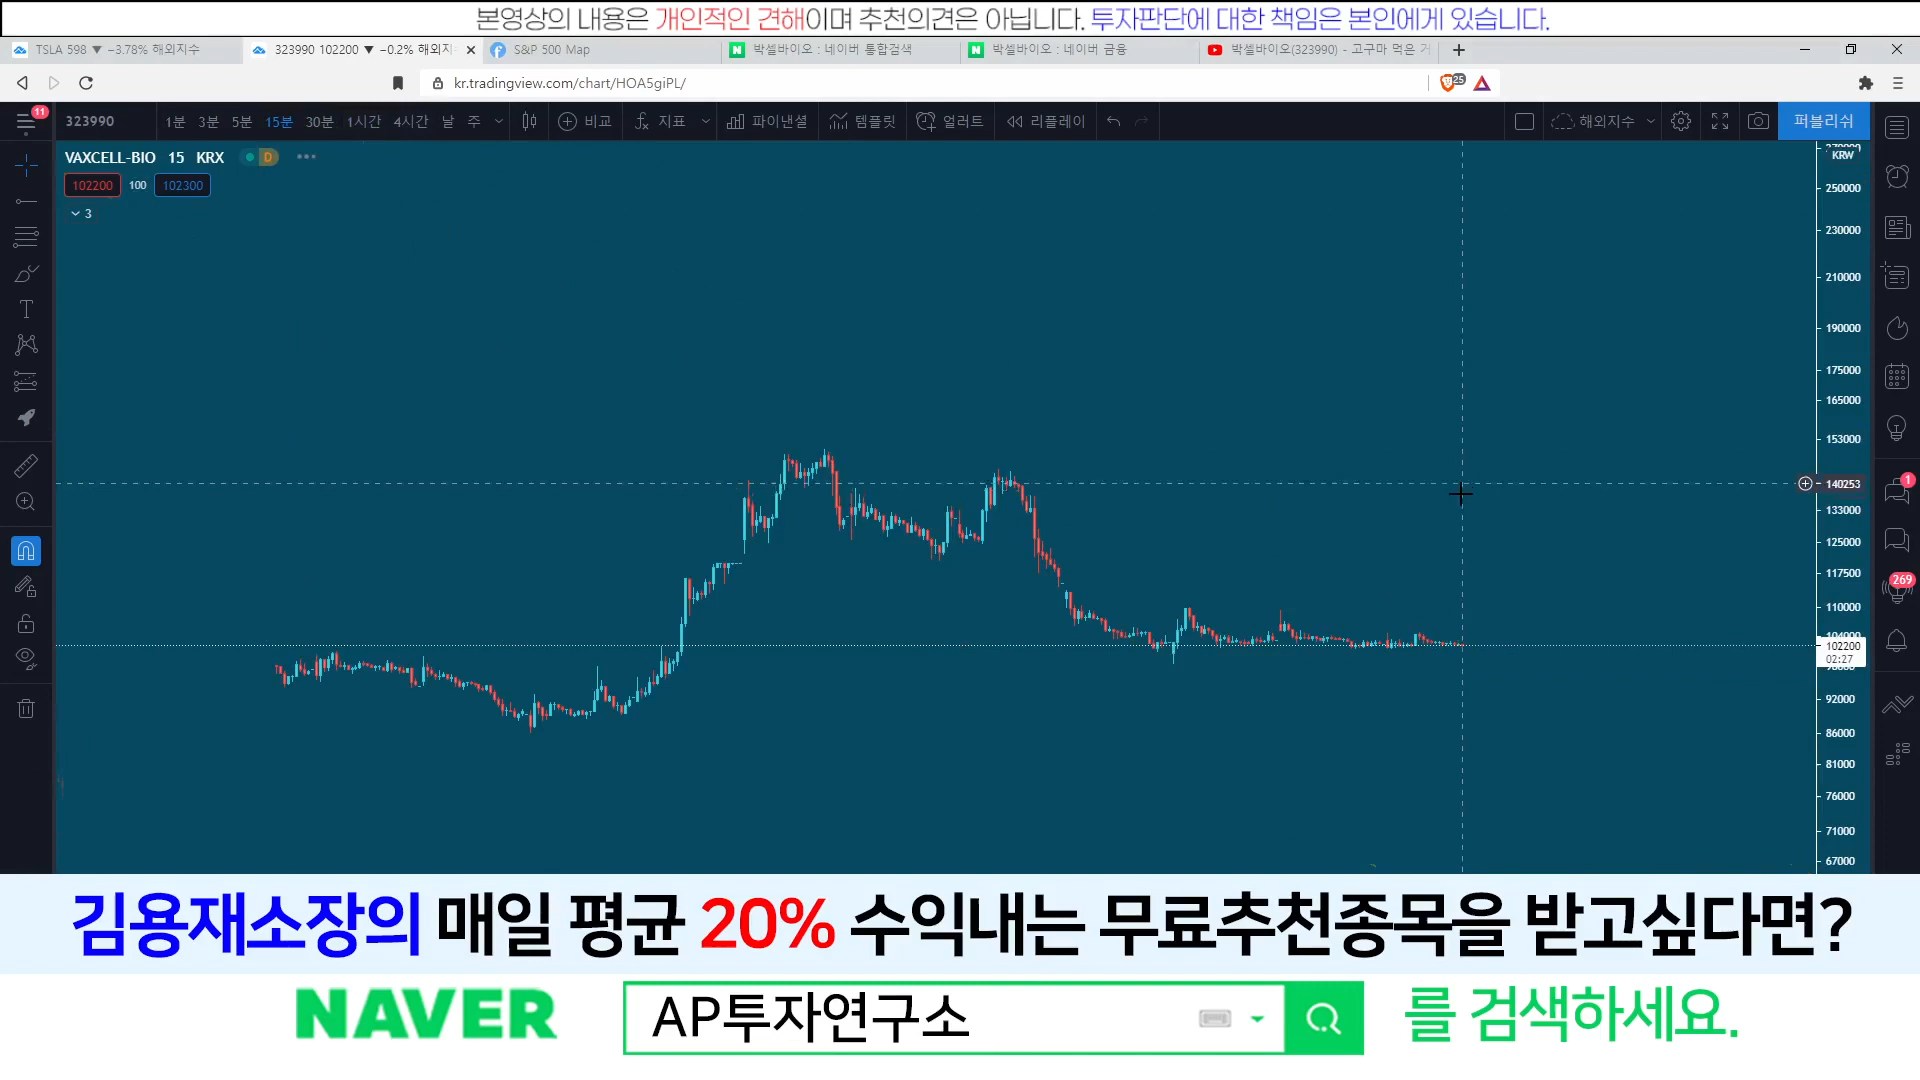 본영상의 내용은 개인적인 견해이며 추천의견은 아닙니다. 투자판단에 대한 책임은 본인에게 있습니다.
TSLA 598 ▼ −3.78% 해외지수
323990 102200 ▼ −0.2% 해외지
S&P 500 Map
박셀바이오 : 네이버 통합검색
박셀바이오 : 네이버 금융
박셀바이오(323990) - 고구마 먹은
kr.tradingview.com/chart/HOA5giPL/
25
11
323990
1분 3분 5분 15분 30분 1시간 4시간 날 주
비교
지표
파이낸셜
템플릿
얼러트
리플레이
해외지수
퍼블리쉬
VAXCELL-BIO 15 KRX
D
102200 100 102300
3
KRW
250000
230000
210000
190000
175000
165000
153000
140253
133000
125000
117500
110000
104000
102200
02:27
92000
86000
81000
76000
71000
67000
1
269
김용재소장의 매일 평균 20% 수익내는 무료추천종목을 받고싶다면?
NAVER
AP투자연구소
를 검색하세요.